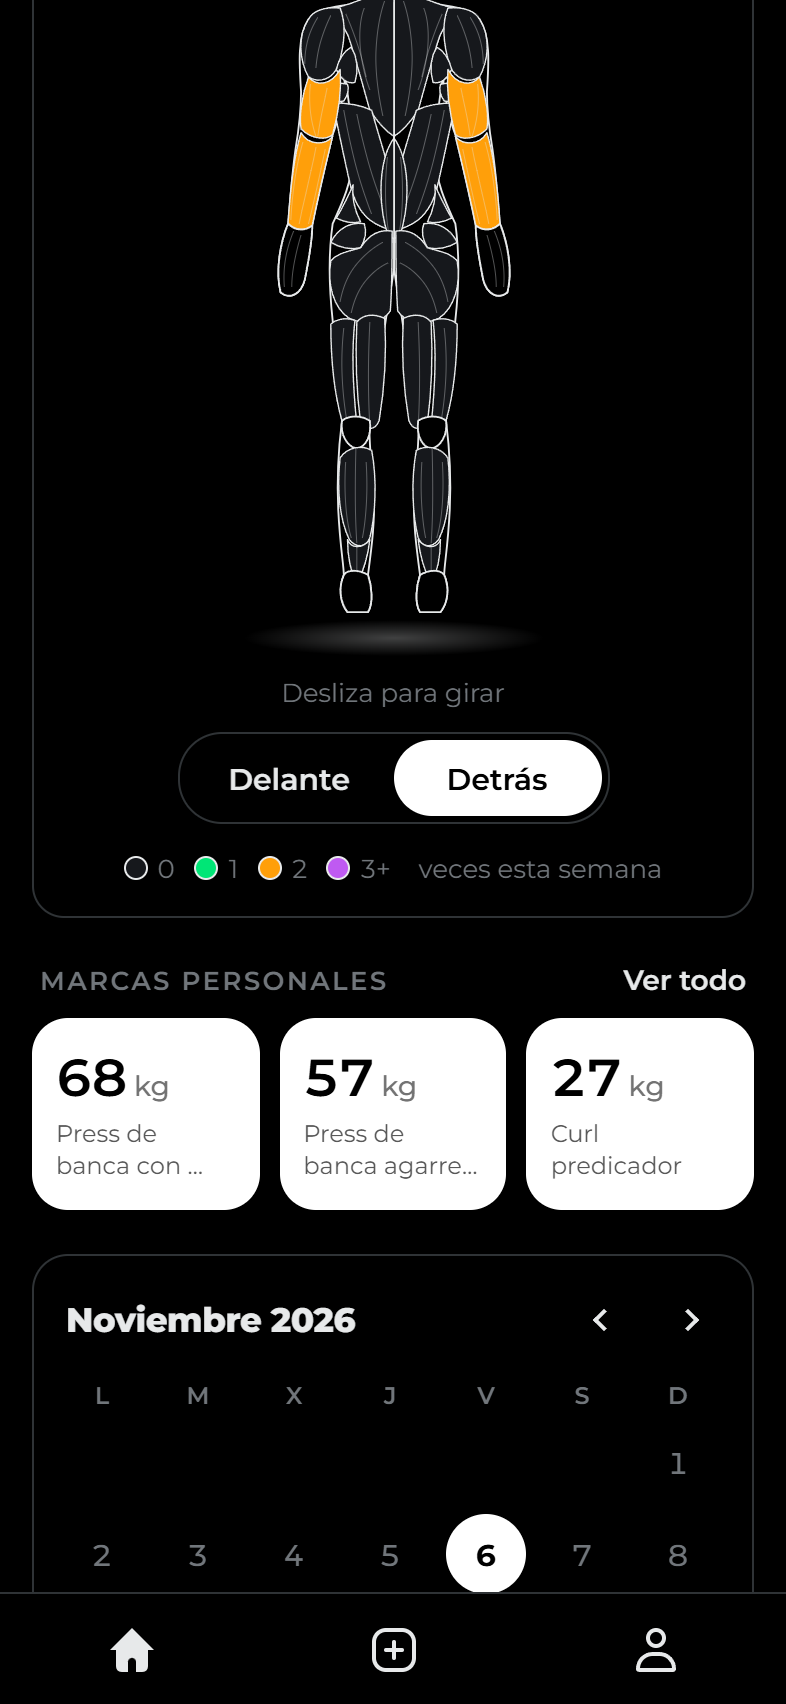 Desliza para girar
Delante Detrás
0 1 2 3+ veces esta semana
MARCAS PERSONALES Ver todo
68 kg 57 kg 27 kg
Press de Press de Curl
banca con ... banca agarre... predicador
Noviembre 2026
L M X J V S D
1
2 3 4 5 6 7 8